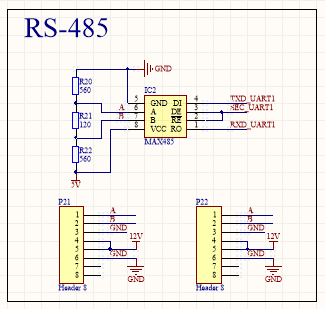 RS-485
GND
R20
560
R21
120
R22
560
5V
IC2
5 GND DI 4 TXD_UART1
A 6 A DE 3
B 7 B RE 2
8 VCC RO 1 RXD_UART1
MAX485
P21
1 A
2 B
3 GND
4 12V
5
6 GND
7
8 GND
Header 8
P22
1 A
2 B
3 GND
4 12V
5
6 GND
7
8 GND
Header 8